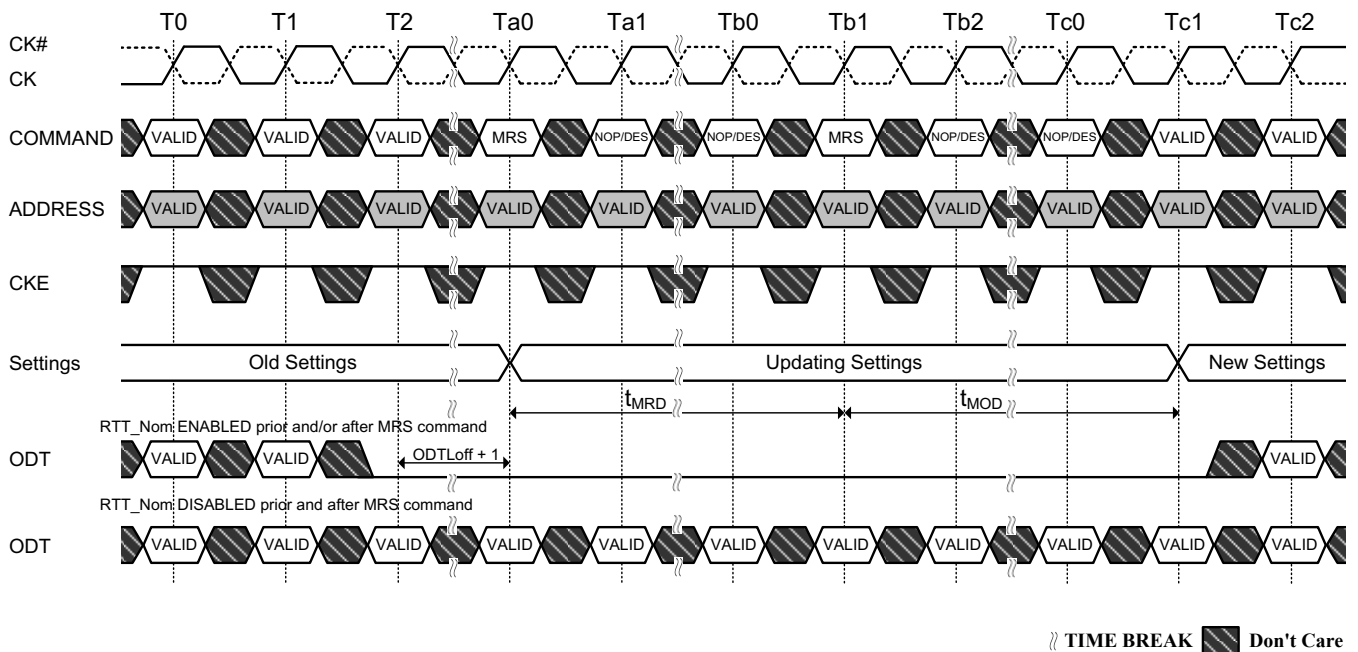 T0 T1 T2 Ta0 Ta1 Tb0 Tb1 Tb2 Tc0 Tc1 Tc2
CK#
CK
COMMAND VALID VALID VALID MRS NOP/DES NOP/DES MRS NOP/DES NOP/DES VALID VALID
ADDRESS VALID VALID VALID VALID VALID VALID VALID VALID VALID VALID VALID
CKE
Settings Old Settings Updating Settings New Settings
tMRD tMOD
RTT_Nom ENABLED prior and/or after MRS command
ODT VALID VALID ODTLoff + 1 VALID
RTT_Nom DISABLED prior and after MRS command
ODT VALID VALID VALID VALID VALID VALID VALID VALID VALID VALID VALID
TIME BREAK Don't Care